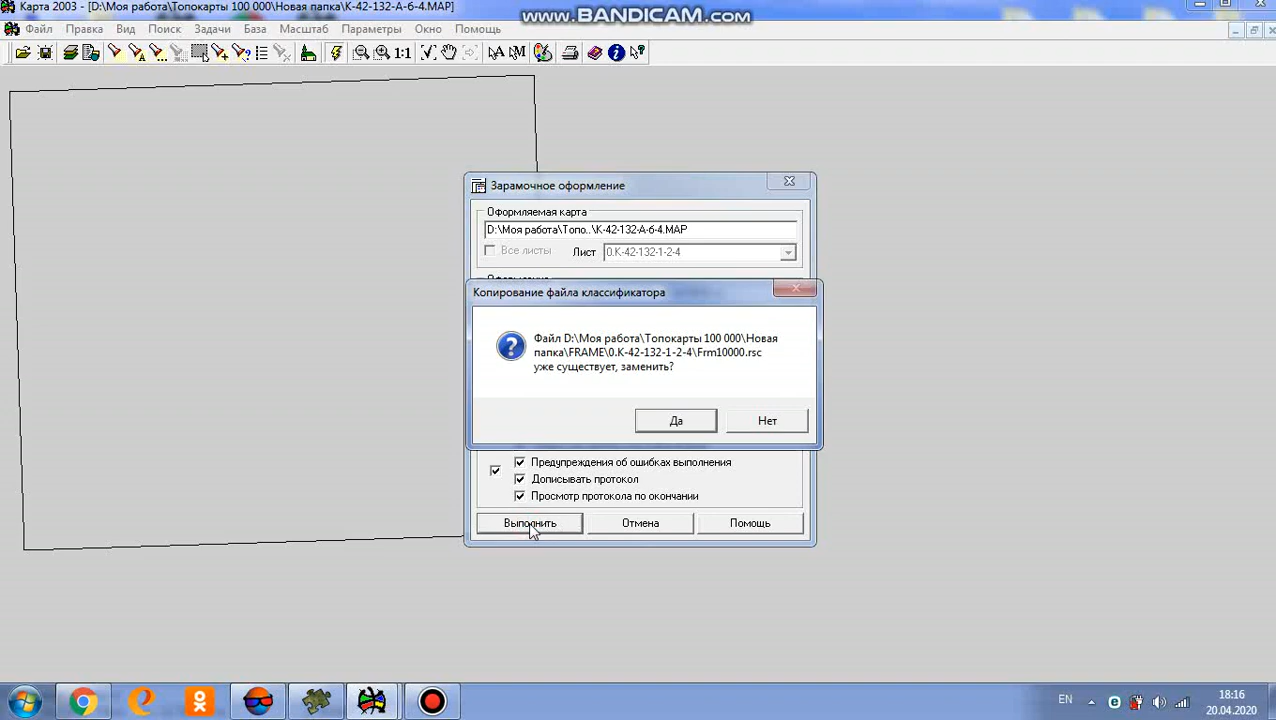 Карта 2003 - [D:\Моя работа\Топокарты 100 000\Новая папка\K-42-132-A-6-4.MAP]
www.BANDICAM.com
Файл Правка Вид Поиск Задачи База Масштаб Параметры Окно Помощь
1:1
Зарамочное оформление
Оформляемая карта
D:\Моя работа\Топо..\K-42-132-A-6-4.MAP
Все листы Лист 0.K-42-132-1-2-4
Копирование файла классификатора
Файл D:\Моя работа\Топокарты 100 000\Новая
папка\FRAME\0.K-42-132-1-2-4\Frm10000.rsc
уже существует, заменить?
Да Нет
Предупреждения об ошибках выполнения
Дописывать протокол
Просмотр протокола по окончании
Выполнить Отмена Помощь
EN 18:16
20.04.2020